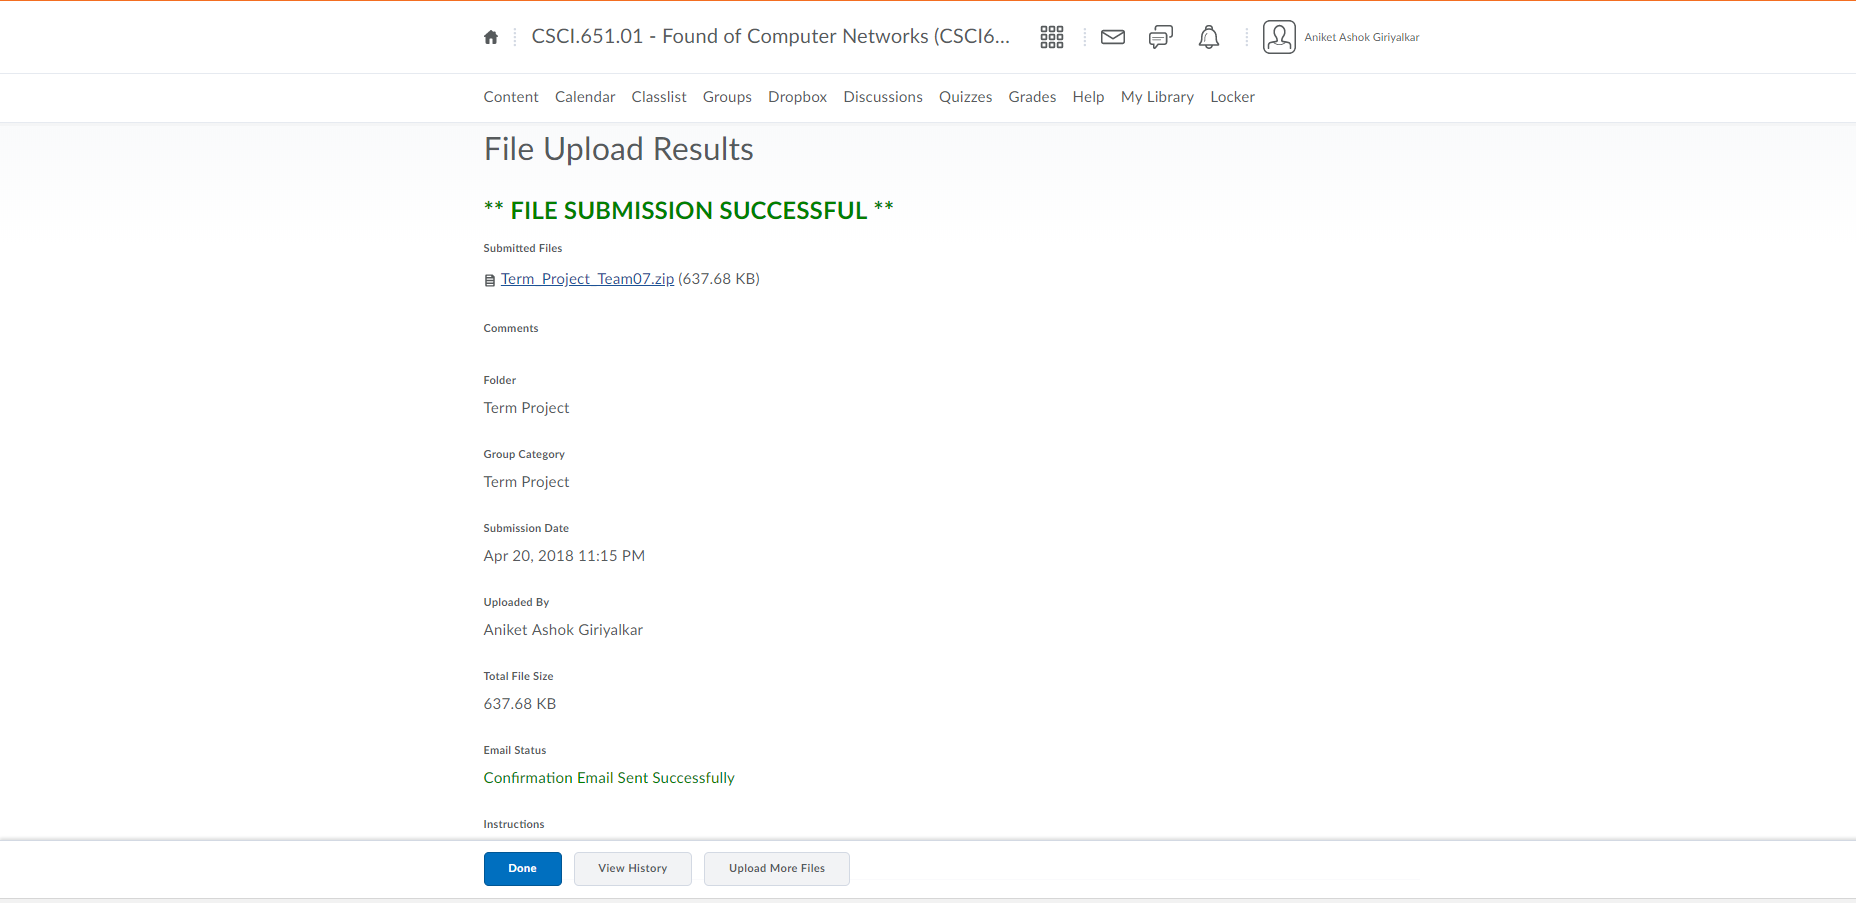 CSCI.651.01 - Found of Computer Networks (CSCI6...
Aniket Ashok Giriyalkar
Content Calendar Classlist Groups Dropbox Discussions Quizzes Grades Help My Library Locker
File Upload Results
** FILE SUBMISSION SUCCESSFUL **
Submitted Files
Term_Project_Team07.zip (637.68 KB)
Comments
Folder
Term Project
Group Category
Term Project
Submission Date
Apr 20, 2018 11:15 PM
Uploaded By
Aniket Ashok Giriyalkar
Total File Size
637.68 KB
Email Status
Confirmation Email Sent Successfully
Instructions
Done View History Upload More Files